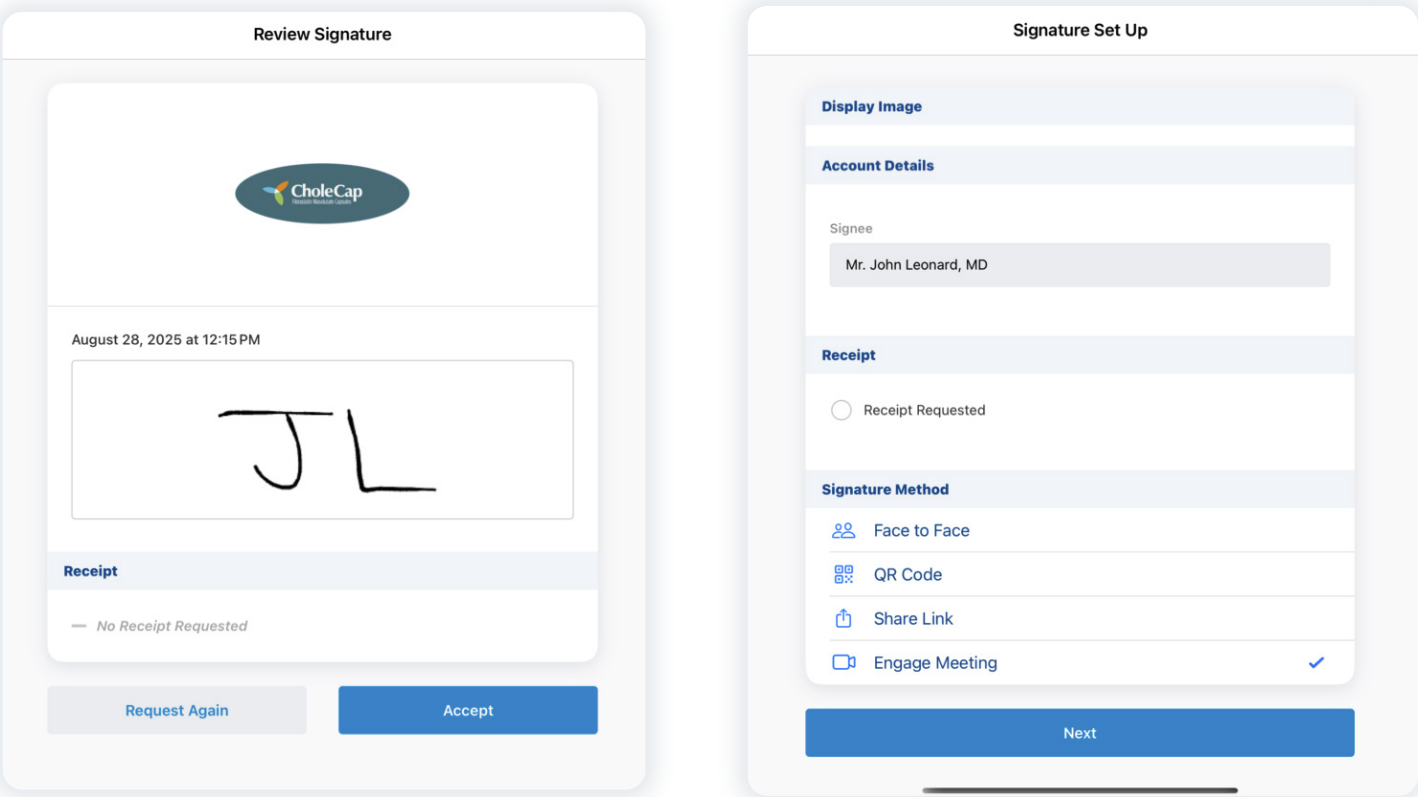 Review Signature
CholeCap
August 28, 2025 at 12:15 PM
JL
Receipt
No Receipt Requested
Request Again
Accept
Signature Set Up
Display Image
Account Details
Signee
Mr. John Leonard, MD
Receipt
Receipt Requested
Signature Method
Face to Face
QR Code
Share Link
Engage Meeting
Next